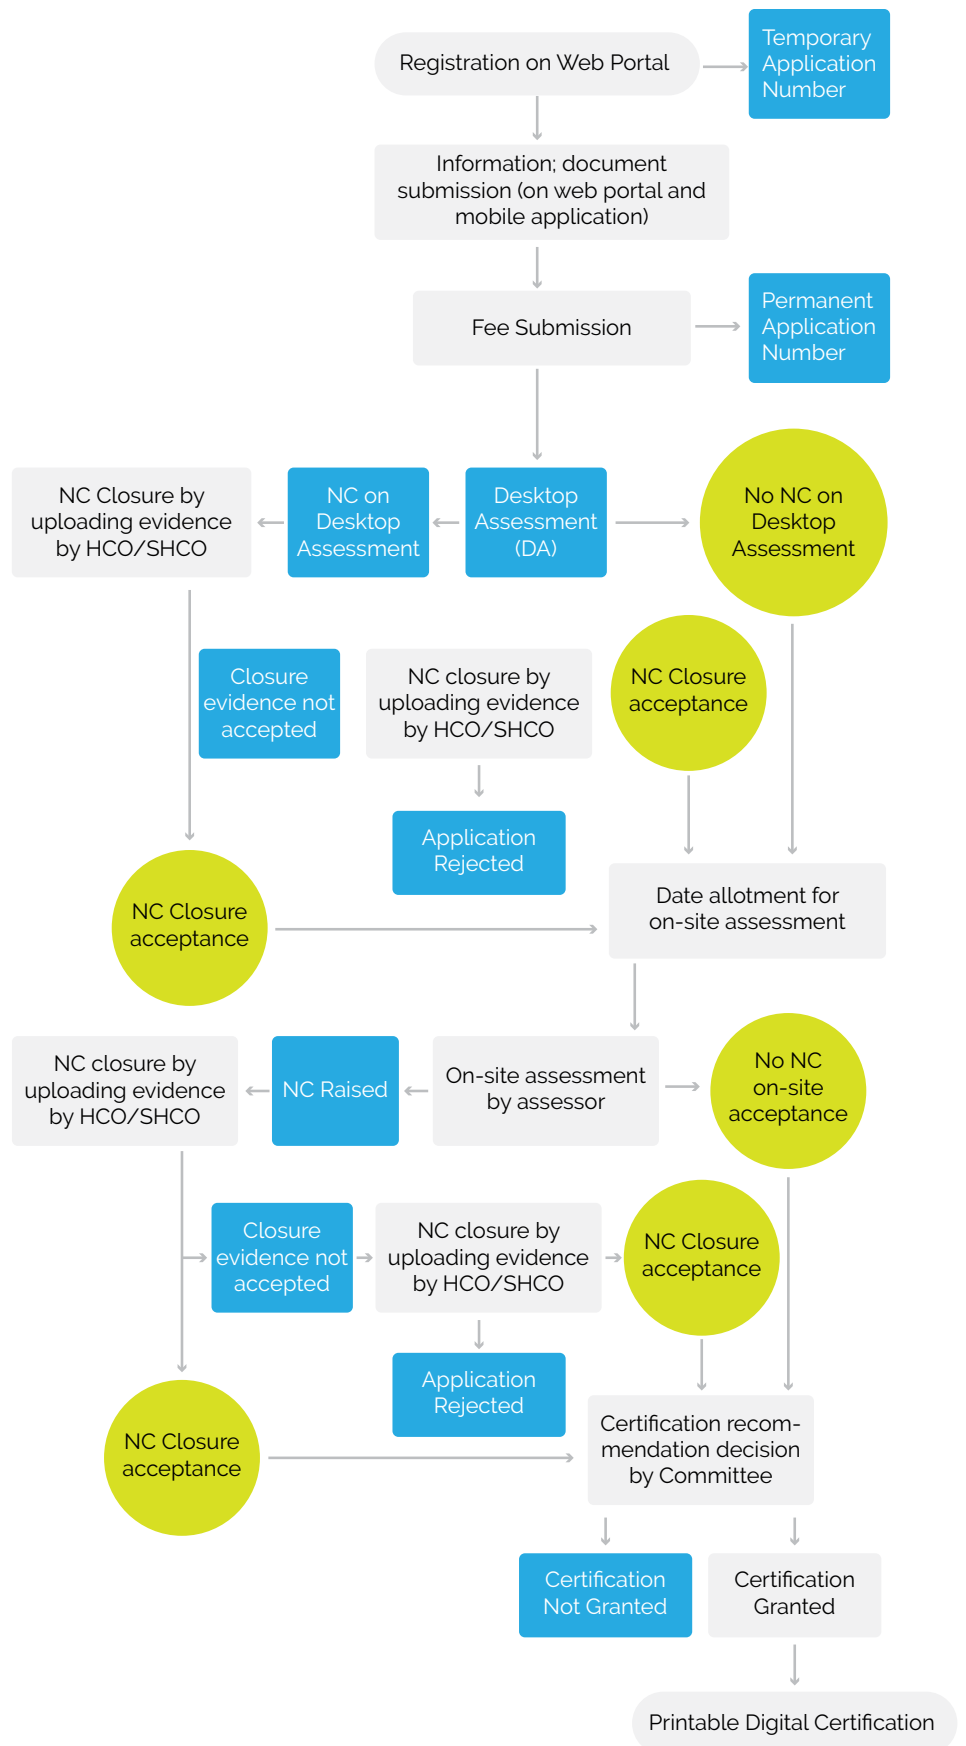 Registration on Web Portal
Temporary
Application
Number
Information; document
submission (on web portal and
mobile application)
Fee Submission
Permanent
Application
Number
NC Closure by
uploading evidence
by HCO/SHCO
NC on
Desktop
Assessment
Desktop
Assessment
(DA)
No NC on
Desktop
Assessment
Closure
evidence not
accepted
NC closure by
uploading evidence
by HCO/SHCO
NC Closure
acceptance
Application
Rejected
NC Closure
acceptance
Date allotment for
on-site assessment
NC closure by
uploading evidence
by HCO/SHCO
NC Raised
On-site assessment
by assessor
No NC
on-site
acceptance
Closure
evidence not
accepted
NC closure by
uploading evidence
by HCO/SHCO
NC Closure
acceptance
Application
Rejected
NC Closure
acceptance
Certification recom-
mendation decision
by Committee
Certification
Not Granted
Certification
Granted
Printable Digital Certification